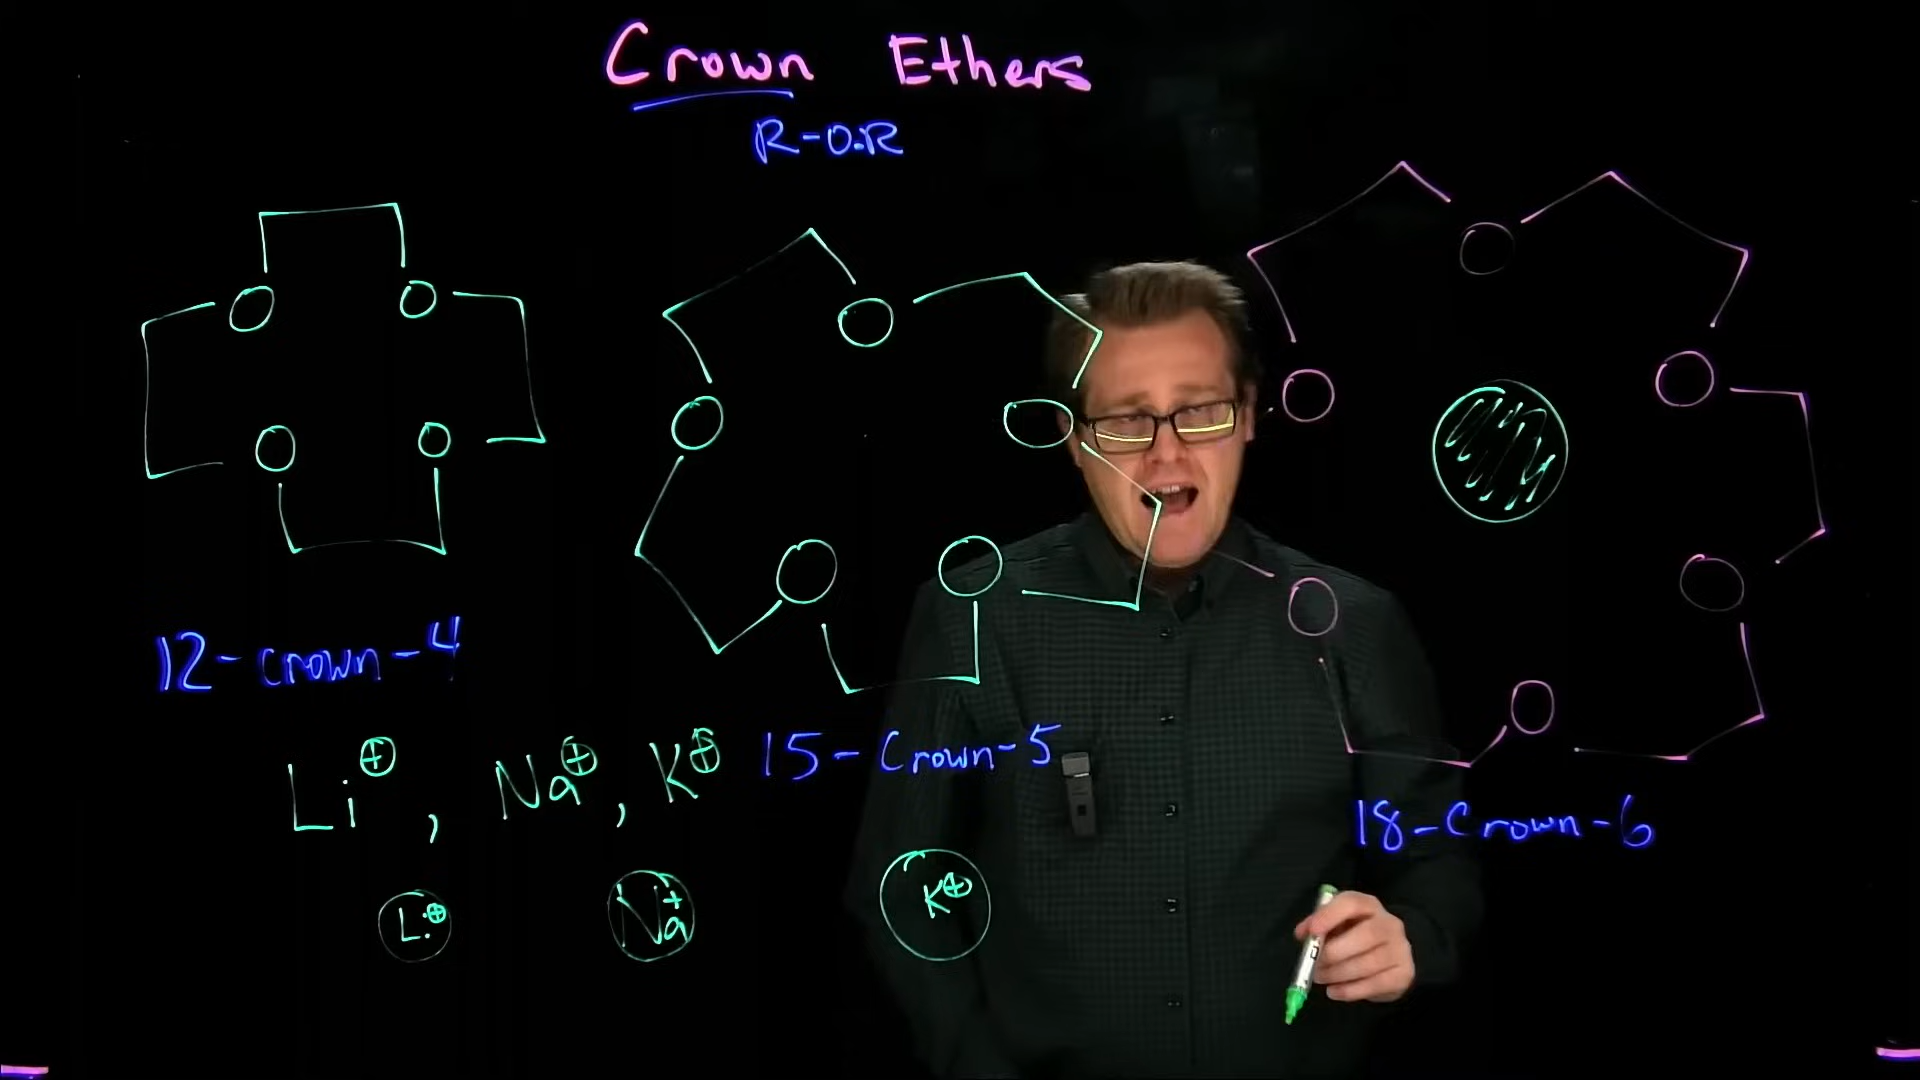 Crown Ethers
R-O-R
O O
O O
12-crown-4
O
O O
O O
15-Crown-5
O
O O
O O
O
18-Crown-6
Li⊕, Na⊕, K⊕
Li⊕ Na+ K⊕